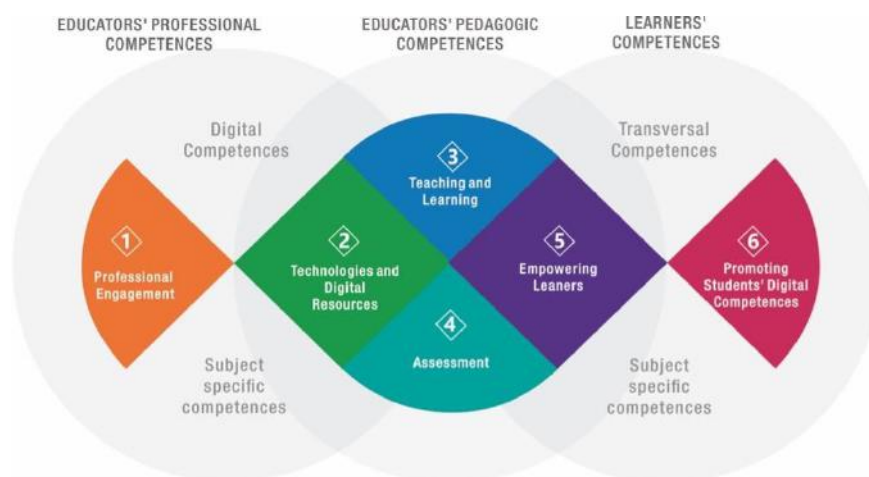 EDUCATORS' PROFESSIONAL
COMPETENCES
EDUCATORS' PEDAGOGIC
COMPETENCES
LEARNERS'
COMPETENCES
Digital
Competences
Transversal
Competences
3
Teaching and
Learning
1
Professional
Engagement
2
Technologies and
Digital
Resources
5
Empowering
Leaners
6
Promoting
Students' Digital
Competences
4
Assessment
Subject
specific
competences
Subject
specific
competences